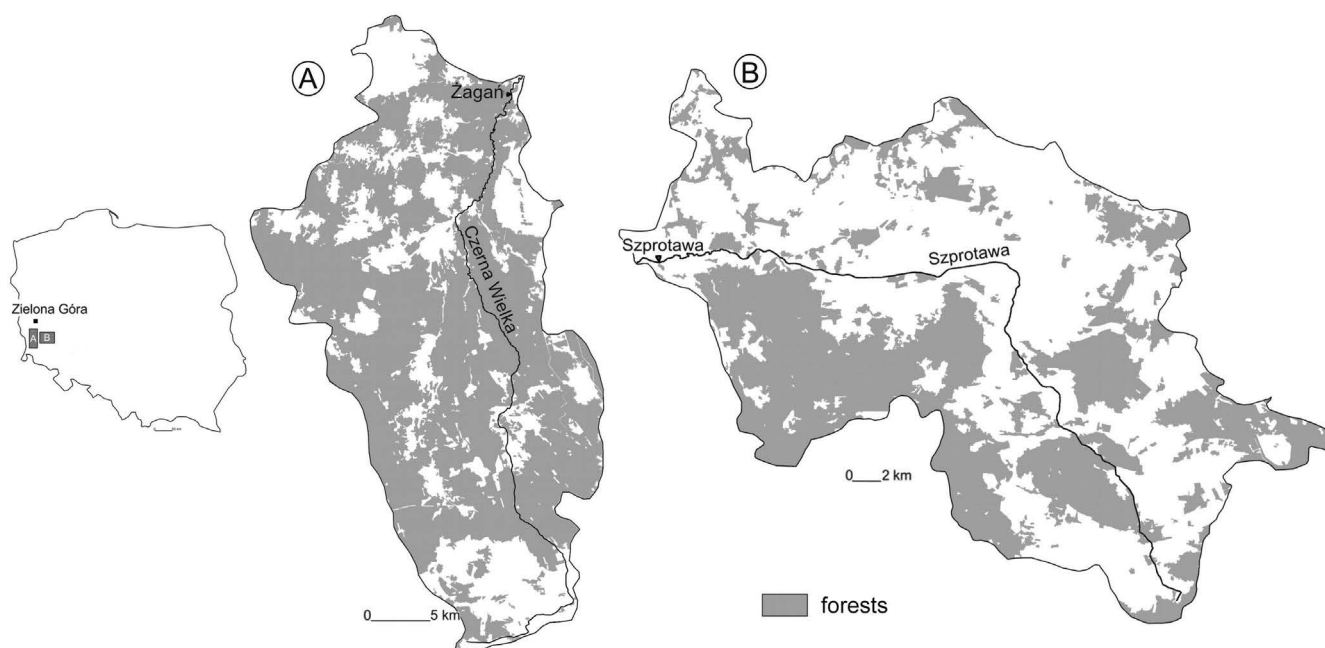 Zielona Góra
A
B
A
Żagań
Czerna Wielka
0 5 km
B
Szprotawa
Szprotawa
0 2 km
forests